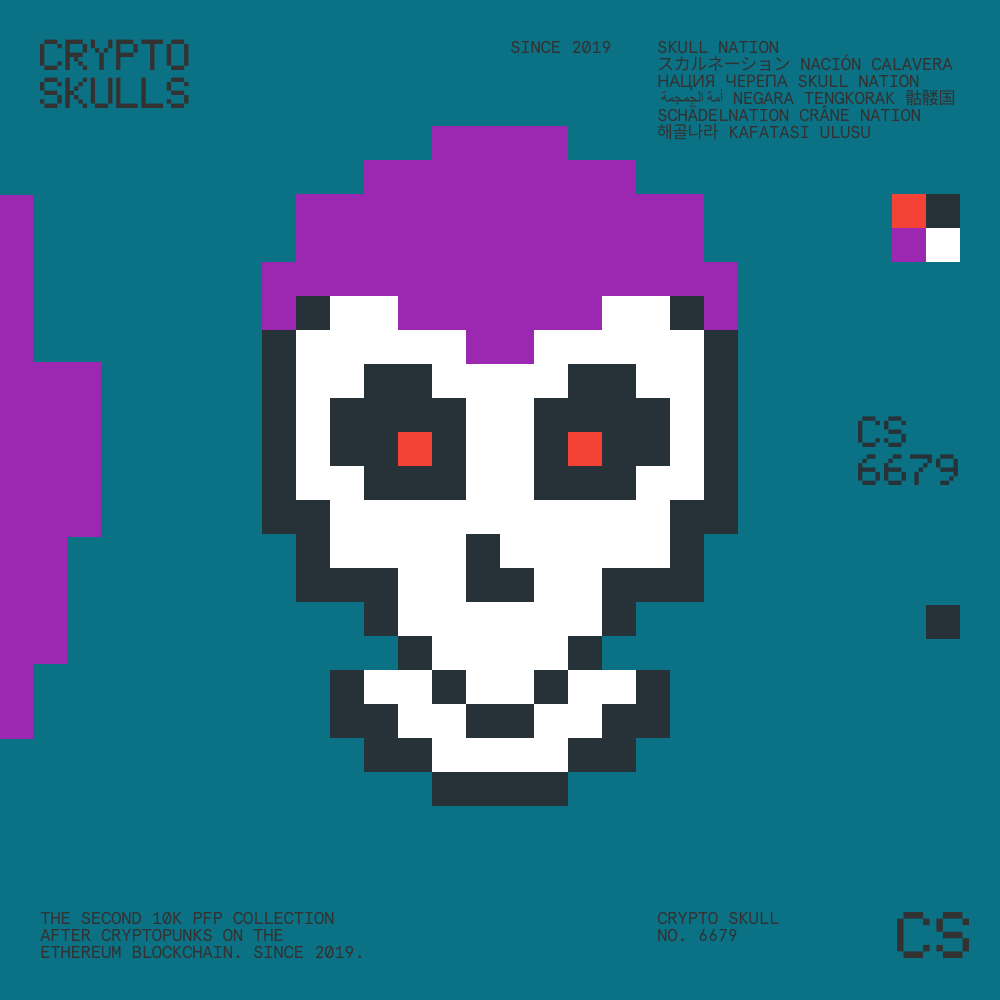 CRYPTO
SKULLS
SINCE 2019
SKULL NATION
スカルネーション NACIÓN CALAVERA
НАЦИЯ ЧЕРЕПА SKULL NATION
أمة الجمجمة NEGARA TENGKORAK 骷髅国
SCHÄDELNATION CRÂNE NATION
해골나라 KAFATASI ULUSU
CS
6679
THE SECOND 10K PFP COLLECTION
AFTER CRYPTOPUNKS ON THE
ETHEREUM BLOCKCHAIN. SINCE 2019.
CRYPTO SKULL
NO. 6679
CS